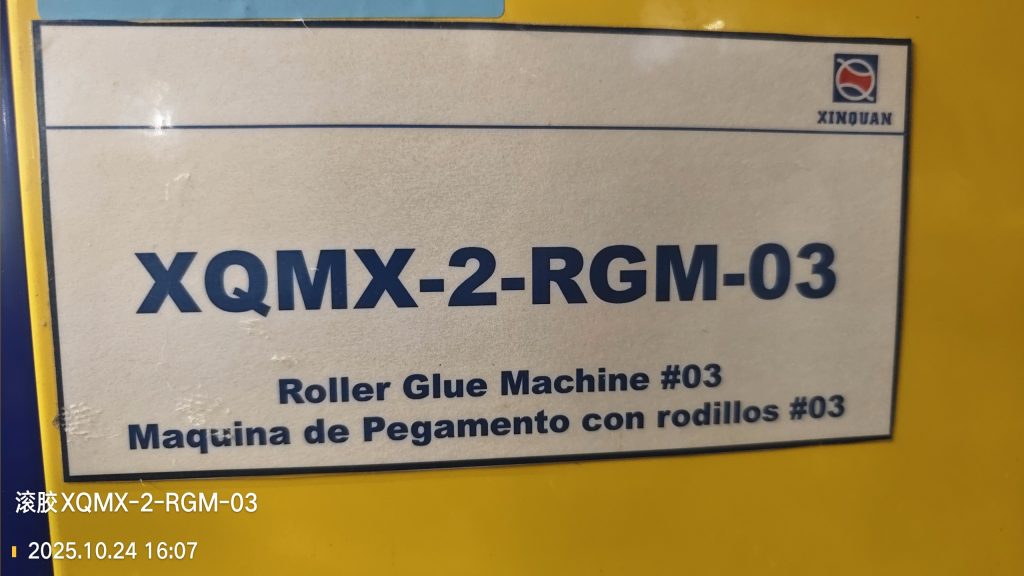 XINQUAN
XQMX-2-RGM-03
Roller Glue Machine #03
Maquina de Pegamento con rodillos #03
滚胶XQMX-2-RGM-03
2025.10.24 16:07